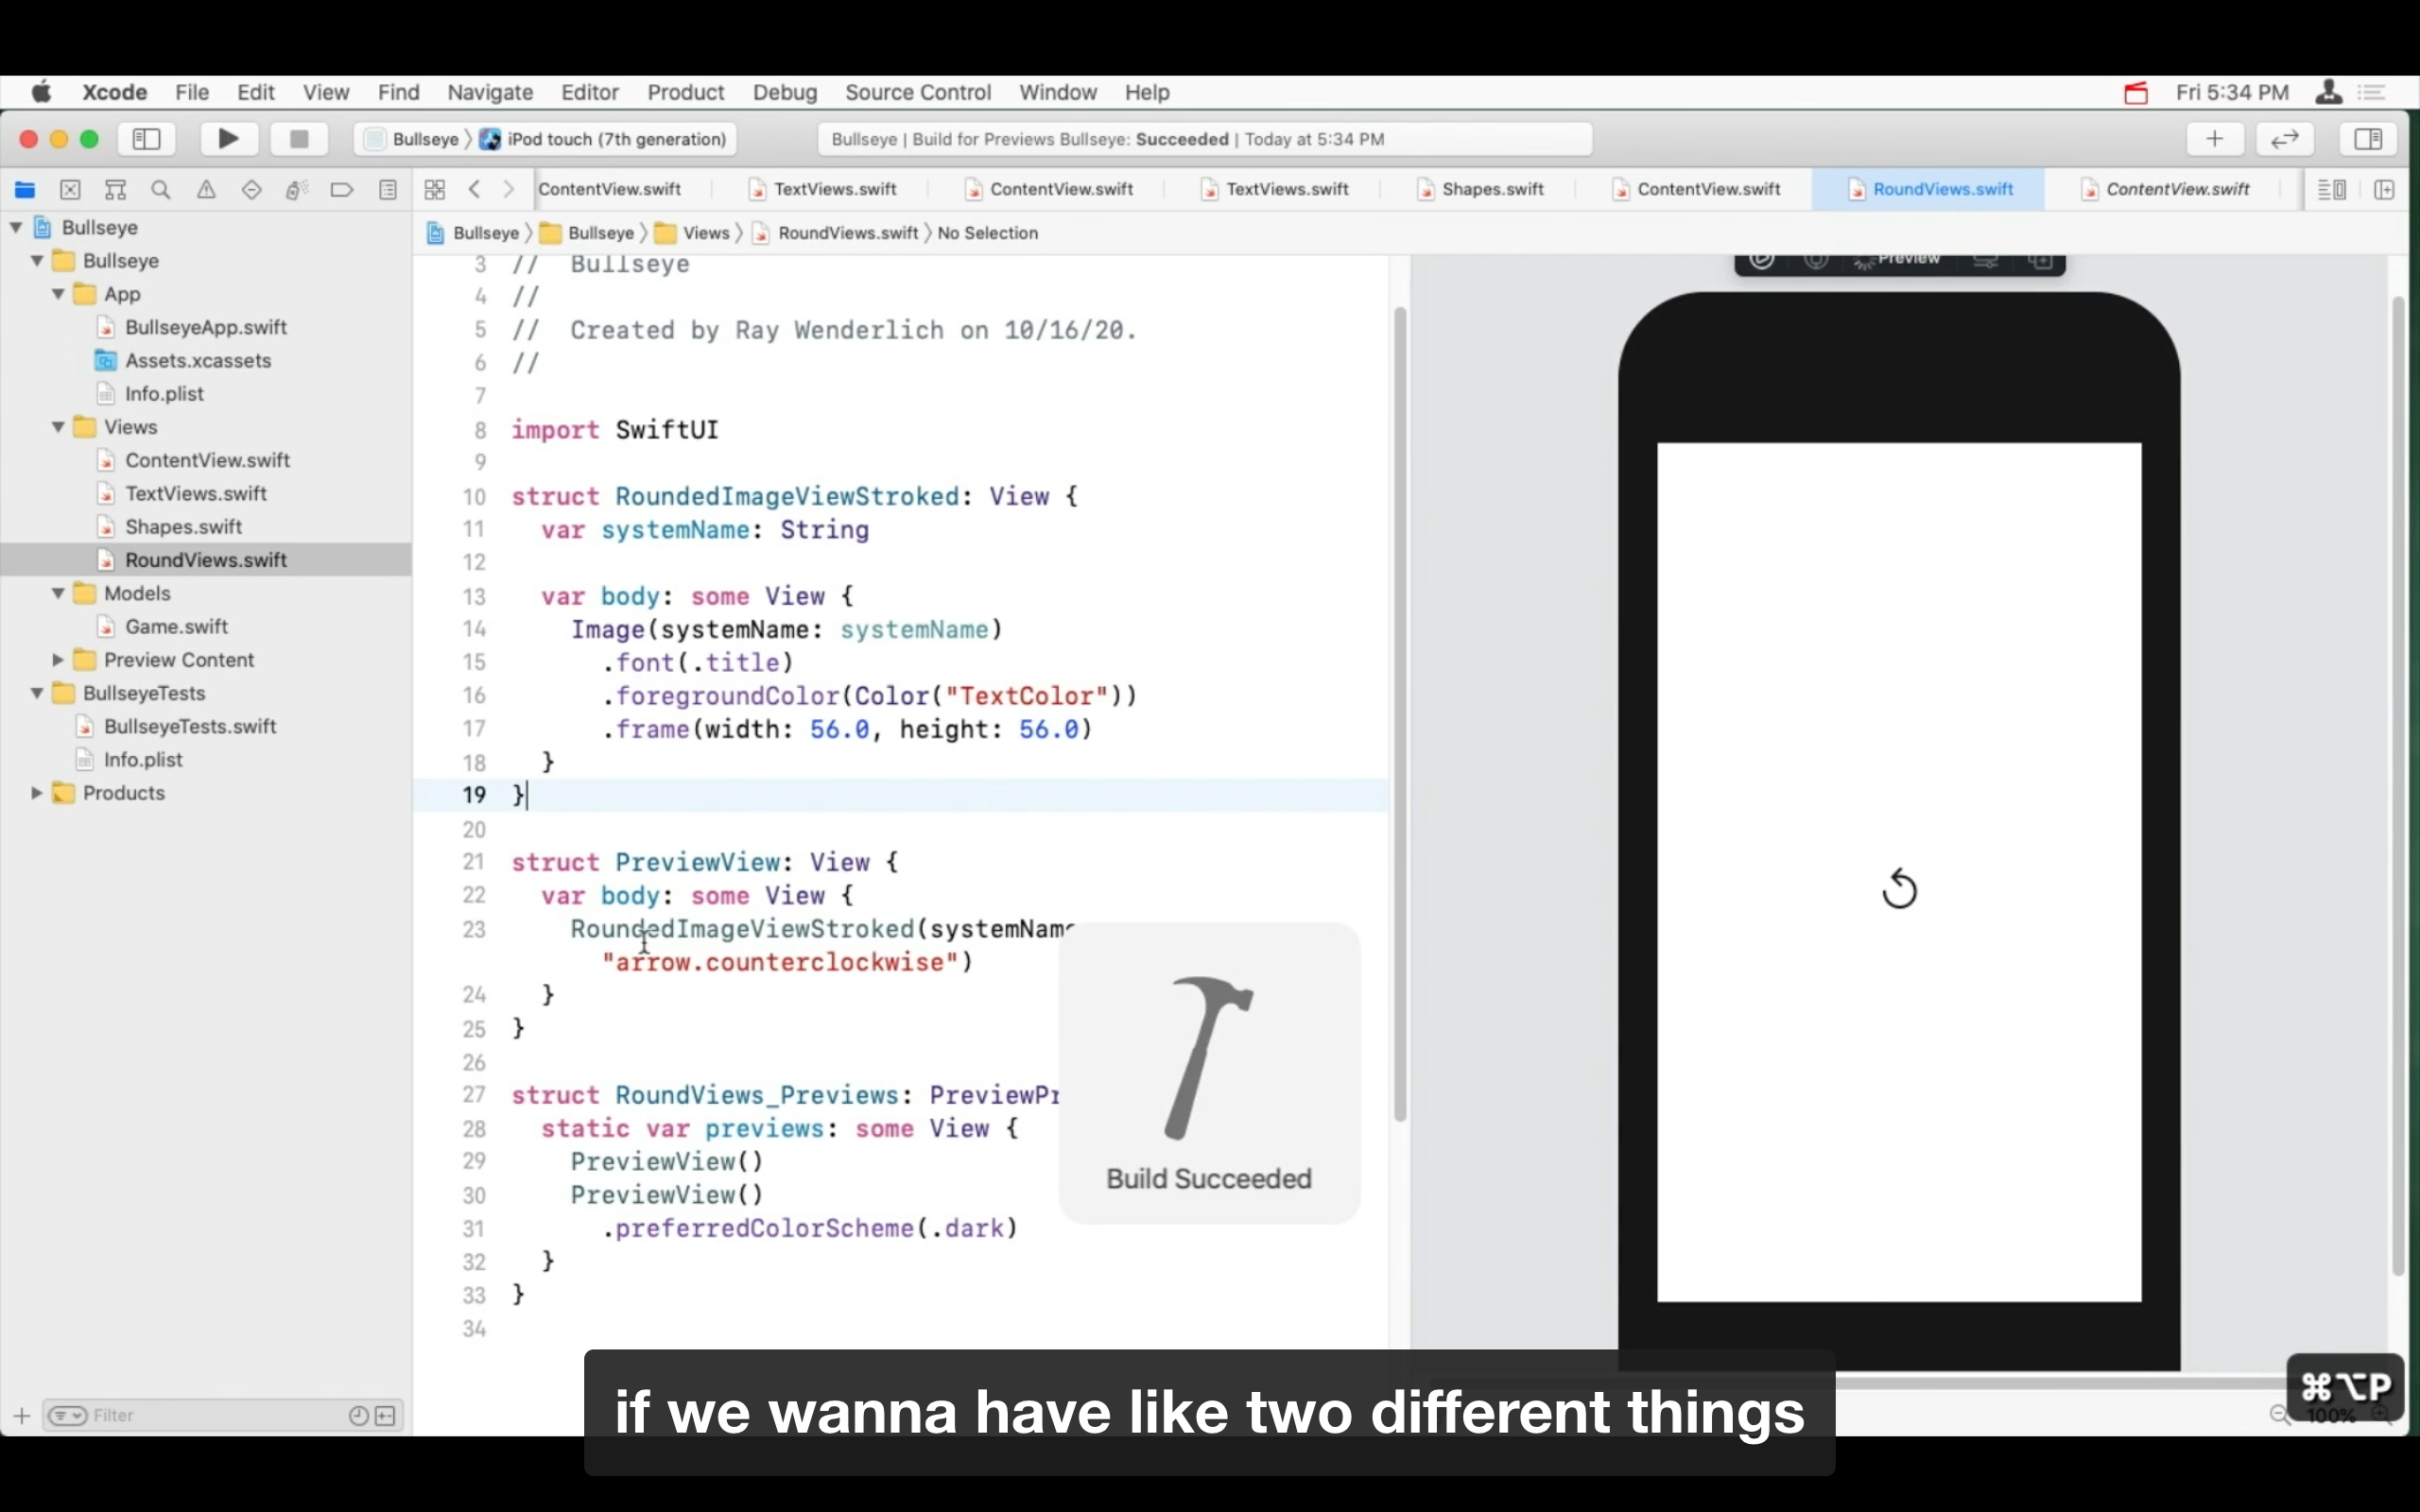 Xcode File Edit View Find Navigate Editor Product Debug Source Control Window Help Fri 5:34 PM
Bullseye 〉 iPod touch (7th generation) Bullseye | Build for Previews Bullseye: Succeeded | Today at 5:34 PM
ContentView.swift TextViews.swift ContentView.swift TextViews.swift Shapes.swift ContentView.swift RoundViews.swift ContentView.swift
Bullseye 〉 Bullseye 〉 Views 〉 RoundViews.swift 〉 No Selection
Bullseye
Bullseye
App
BullseyeApp.swift
Assets.xcassets
Info.plist
Views
ContentView.swift
TextViews.swift
Shapes.swift
RoundViews.swift
Models
Game.swift
Preview Content
BullseyeTests
BullseyeTests.swift
Info.plist
Products
Filter
3 //  Bullseye
4 //
5 //  Created by Ray Wenderlich on 10/16/20.
6 //
7
8 import SwiftUI
9
10 struct RoundedImageViewStroked: View {
11   var systemName: String
12
13   var body: some View {
14     Image(systemName: systemName)
15       .font(.title)
16       .foregroundColor(Color("TextColor"))
17       .frame(width: 56.0, height: 56.0)
18   }
19 }
20
21 struct PreviewView: View {
22   var body: some View {
23     RoundedImageViewStroked(systemName
"arrow.counterclockwise")
24   }
25 }
26
27 struct RoundViews_Previews: PreviewPr
28   static var previews: some View {
29     PreviewView()
30     PreviewView()
31       .preferredColorScheme(.dark)
32   }
33 }
34
Preview
Build Succeeded
⌘⌥P
100%
if we wanna have like two different things